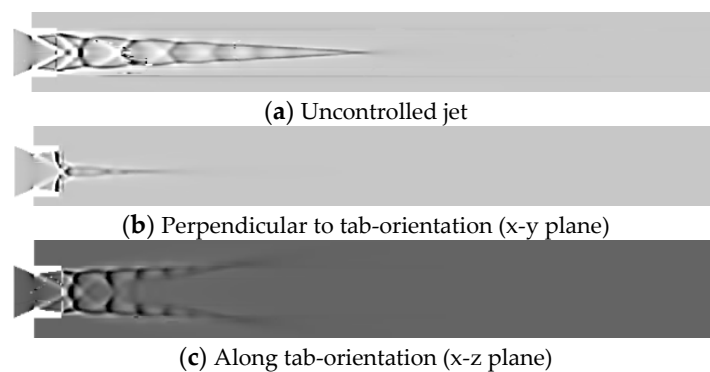 (a) Uncontrolled jet
(b) Perpendicular to tab-orientation (x-y plane)
(c) Along tab-orientation (x-z plane)